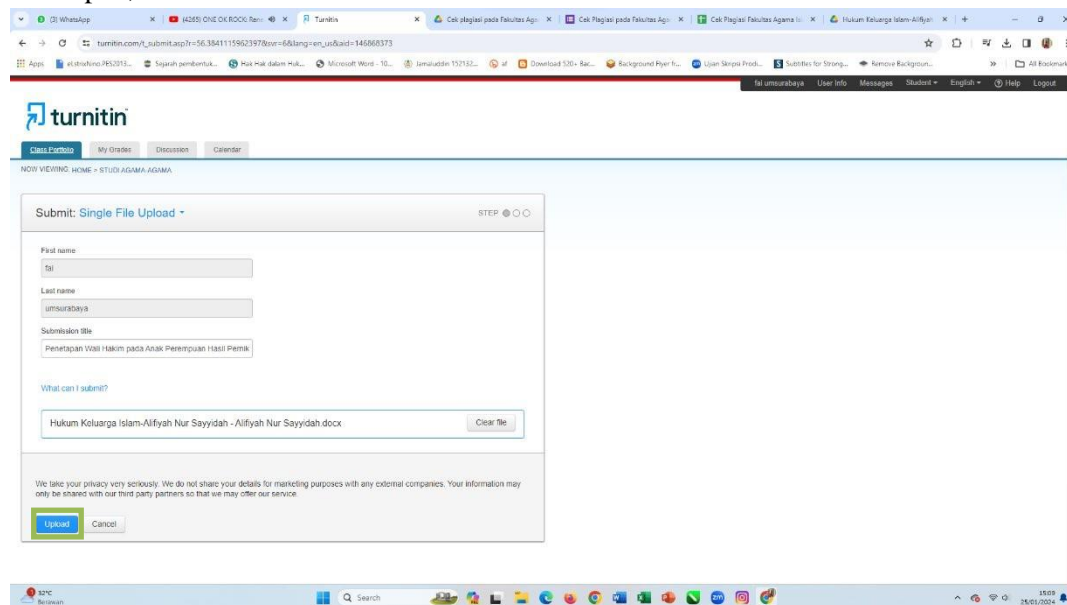 (3) WhatsApp
(4265) ONE OK ROCK: Ren
Turnitin
Cek plagiasi pada Fakultas Aga
Cek Plagiasi pada Fakultas Aga
Cek Plagiasi Fakultas Agama Is
Hukum Keluarga Islam-Alifiyah
turnitin.com/t_submit.asp?r=56.3841115962397&svr=6&lang=en_us&aid=146868373
Apps
Sejarah pembentuk...
Hak Hak dalam Huk...
Microsoft Word - 10...
Jamaluddin 152132...
at
Download 520+ Bac...
Background Flyer h...
Ujian Skripsi Prodi...
Subtitles for Strong...
Remove Backgroun...
All Bookmark
fai umsurabaya User Info Messages Student English Help Logout
turnitin
Class Portfolio My Grades Discussion Calendar
NOW VIEWING: HOME > STUDI AGAMA-AGAMA
Submit: Single File Upload
STEP
First name
fai
Last name
umsurabaya
Submission title
Penetapan Wali Hakim pada Anak Perempuan Hasil Pernik
What can I submit?
Hukum Keluarga Islam-Alifiyah Nur Sayyidah - Alifiyah Nur Sayyidah.docx
Clear file
We take your privacy very seriously. We do not share your details for marketing purposes with any external companies. Your information may
only be shared with our third party partners so that we may offer our service.
Upload Cancel
32°C
Berawan
Search
15:09
25/01/2024